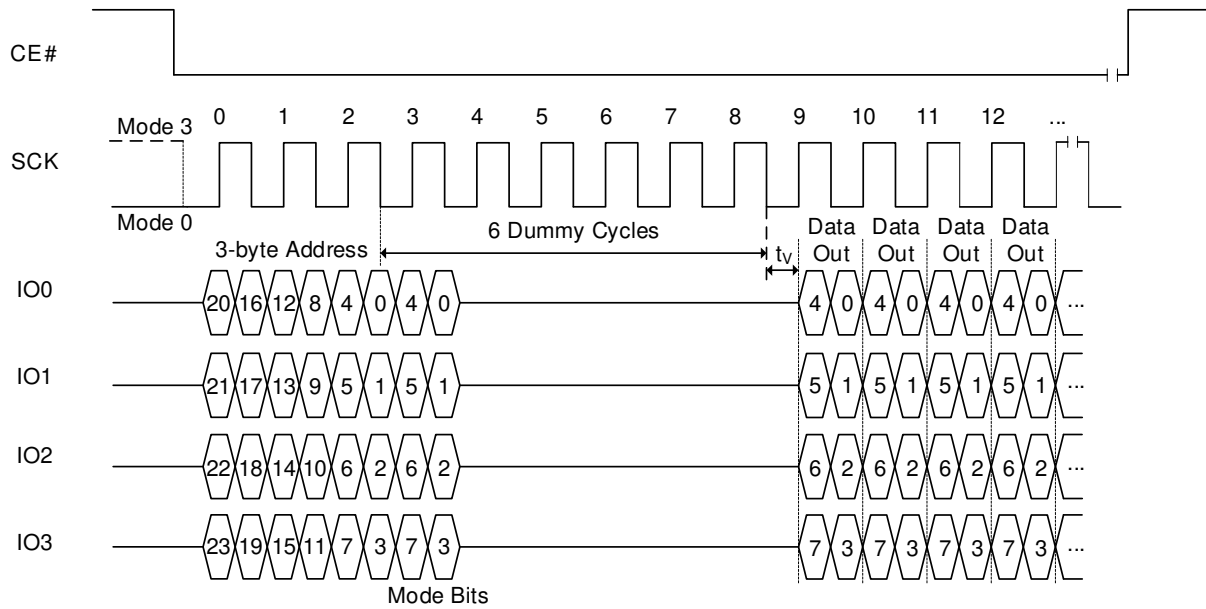 CE#
0 1 2 3 4 5 6 7 8 9 10 11 12 ...
Mode 3
SCK
Mode 0
6 Dummy Cycles
3-byte Address
tV
Data Out
Data Out
Data Out
Data Out
IO0
20 16 12 8 4 0 4 0 4 0 4 0 4 0 4 0 ...
IO1
21 17 13 9 5 1 5 1 5 1 5 1 5 1 5 1 ...
IO2
22 18 14 10 6 2 6 2 6 2 6 2 6 2 6 2 ...
IO3
23 19 15 11 7 3 7 3 7 3 7 3 7 3 7 3 ...
Mode Bits